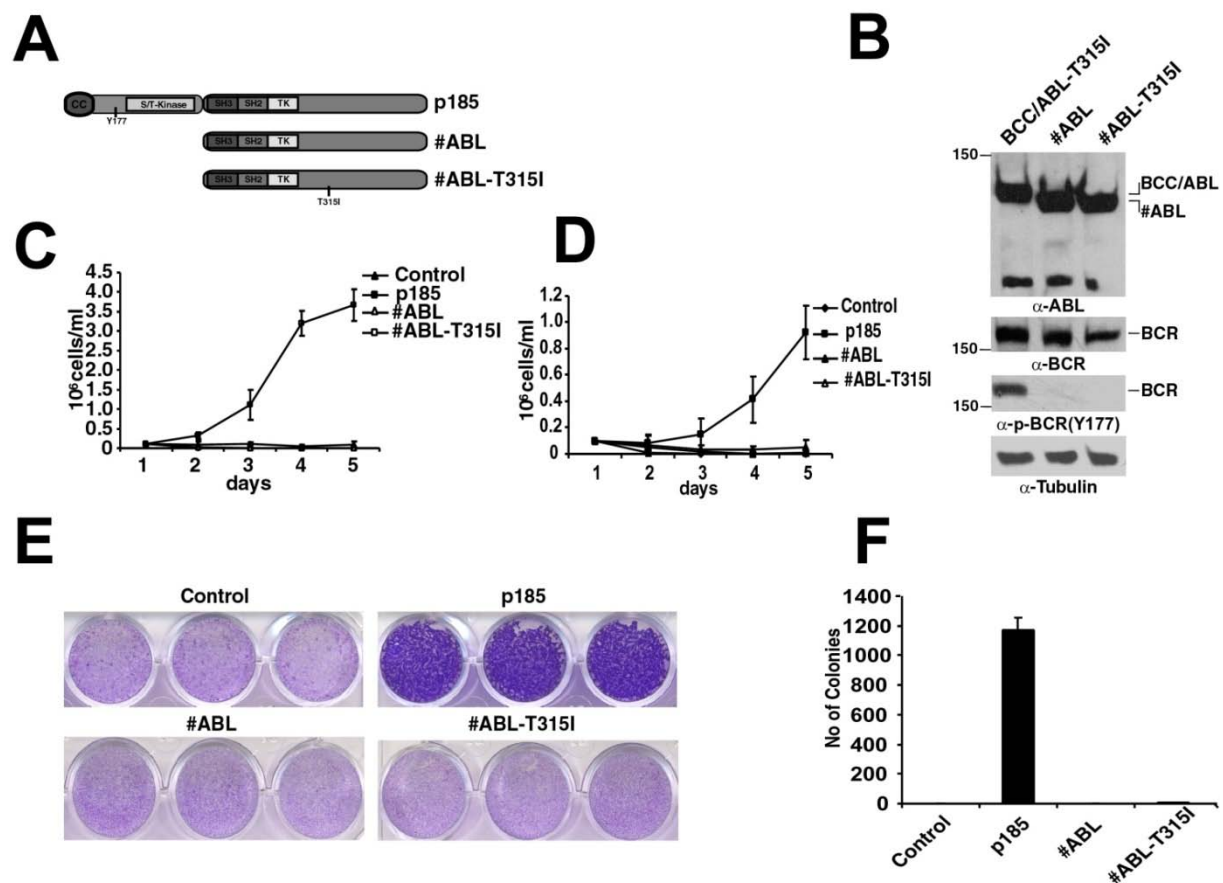 A
CC
Y177
S/T-Kinase
SH3 SH2 TK
p185
SH3 SH2 TK
#ABL
SH3 SH2 TK
#ABL-T315I
T315I
B
BCC/ABL-T315I
#ABL
#ABL-T315I
150
BCC/ABL
#ABL
α-ABL
BCR
150
α-BCR
BCR
150
α-p-BCR(Y177)
α-Tubulin
C
4.5
4.0
3.5
3.0
2.5
2.0
1.5
1.0
0.5
0
10⁶cells/ml
1 2 3 4 5
days
Control
p185
#ABL
#ABL-T315I
D
1.2
1.0
0.8
0.6
0.4
0.2
0
10⁶cells/ml
1 2 3 4 5
days
Control
p185
#ABL
#ABL-T315I
E
Control
p185
#ABL
#ABL-T315I
F
1400
1200
1000
800
600
400
200
0
No of Colonies
Control
p185
#ABL
#ABL-T315I